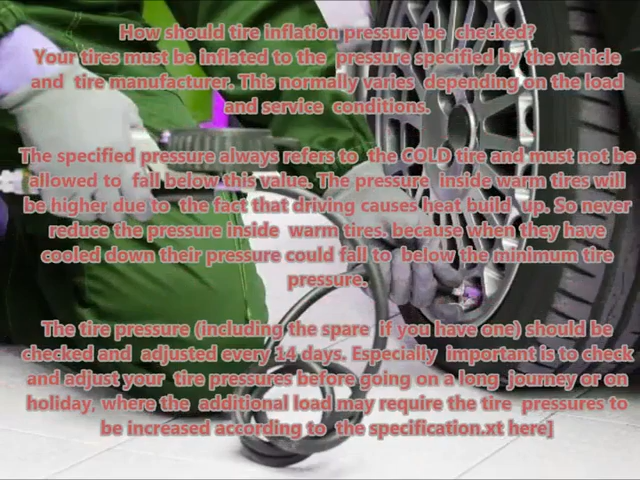 How should tire inflation pressure be checked?
Your tires must be inflated to the pressure specified by the vehicle
and tire manufacturer. This normally varies depending on the load
and service conditions.
The specified pressure always refers to the COLD tire and must not be
allowed to fall below this value. The pressure inside warm tires will
be higher due to the fact that driving causes heat build up. So never
reduce the pressure inside warm tires. because when they have
cooled down their pressure could fall to below the minimum tire
pressure.
The tire pressure (including the spare if you have one) should be
checked and adjusted every 14 days. Especially important is to check
and adjust your tire pressures before going on a long journey or on
holiday, where the additional load may require the tire pressures to
be increased according to the specification.xt here]